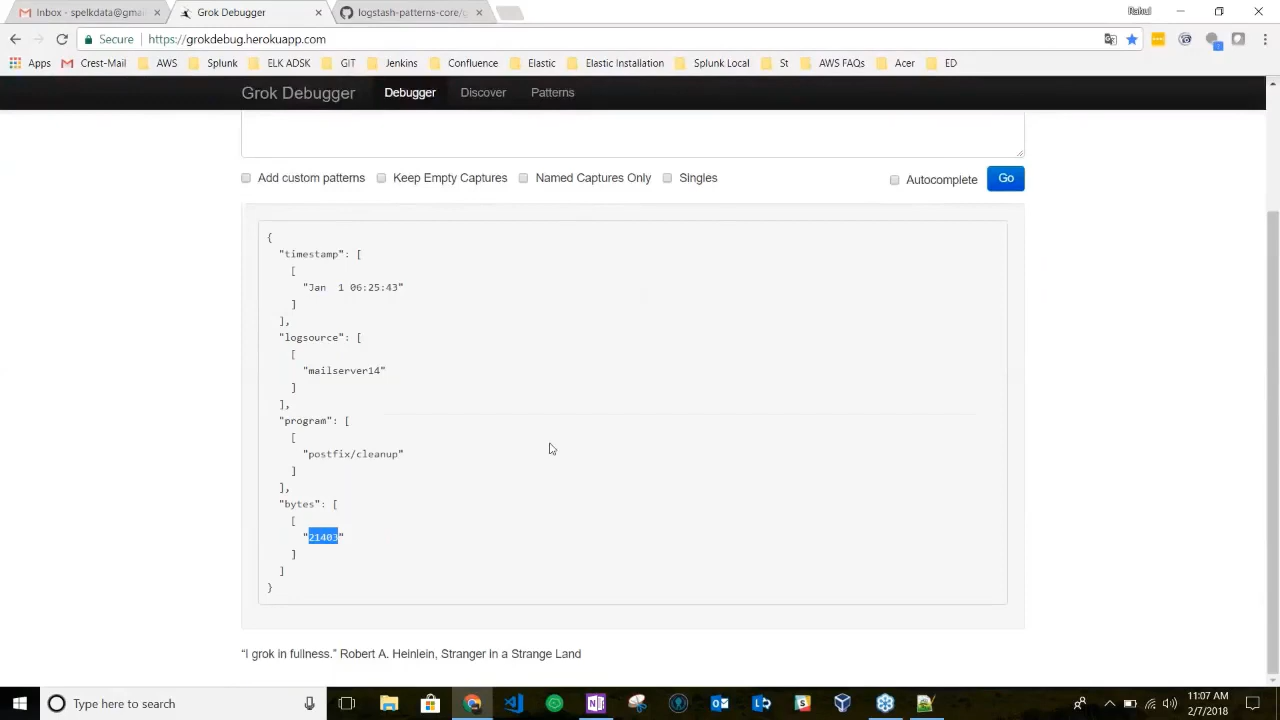 Inbox - spelkdata@gmai
Grok Debugger
logstash-patterns-core/g
Rahul
Secure
https://grokdebug.herokuapp.com
Apps Crest-Mail AWS Splunk ELK ADSK GIT Jenkins Confluence Elastic Elastic Installation Splunk Local ST AWS FAQs Acer ED
Grok Debugger Debugger Discover Patterns
Add custom patterns Keep Empty Captures Named Captures Only Singles Autocomplete Go
{
"timestamp": [
[
"Jan  1 06:25:43"
]
],
"logsource": [
[
"mailserver14"
]
],
"program": [
[
"postfix/cleanup"
]
],
"bytes": [
[
"21403"
]
]
}
“I grok in fullness.” Robert A. Heinlein, Stranger in a Strange Land
Type here to search
11:07 AM
2/7/2018